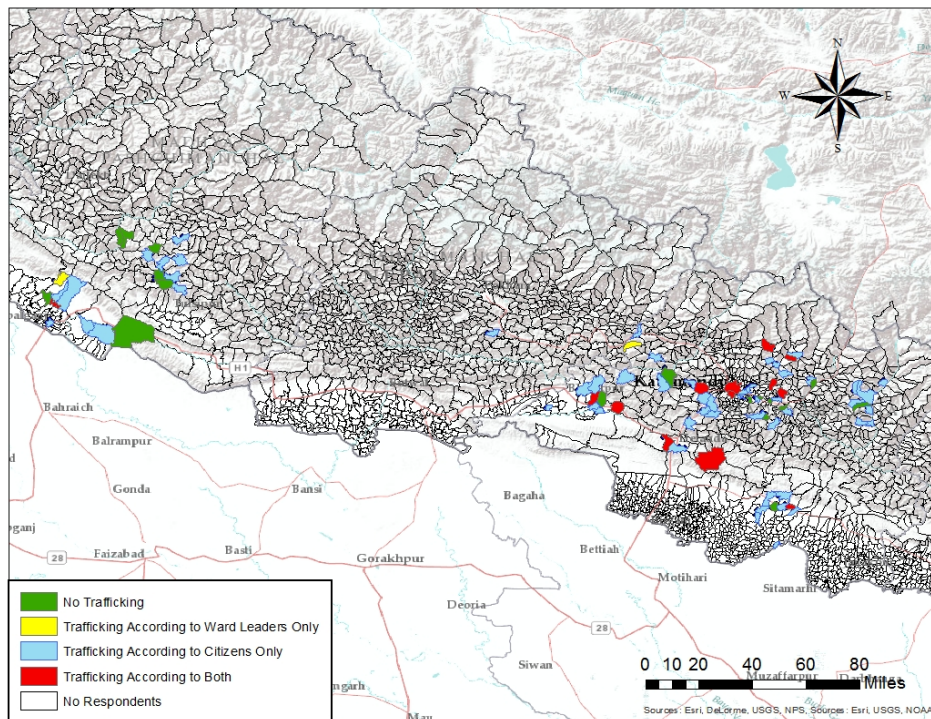 N
W E
S
H1
Bahraich
Balrampur
Gonda
Bansi
Bagaha
28
Faizabad
Basti
Gorakhpur
Bettiah
Motihari
Sitamarhi
Deoria
28
Siwan
Muzaffarpur
No Trafficking
Trafficking According to Ward Leaders Only
Trafficking According to Citizens Only
Trafficking According to Both
No Respondents
0 10 20 40 60 80
Miles
Sources: Esri, DeLorme, USGS, NPS, Sources: Esri, USGS, NOAA